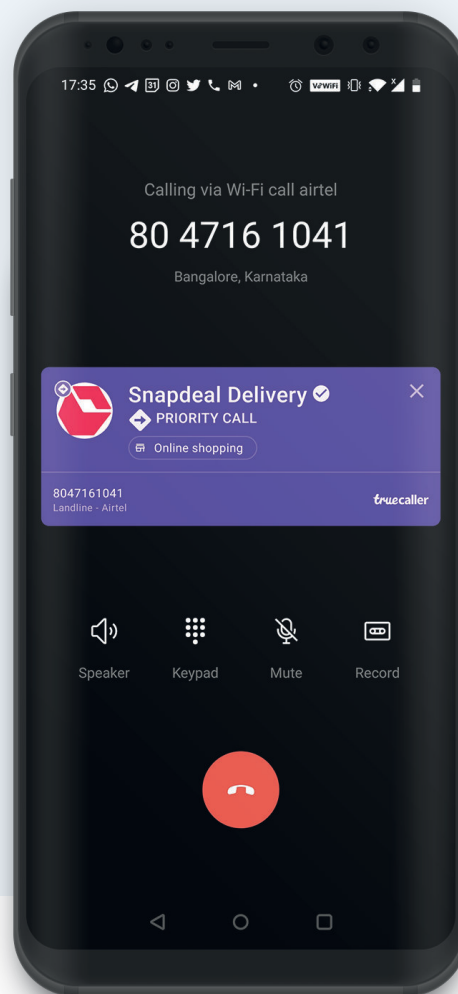 17:35 31 VoWiFi x
Calling via Wi-Fi call airtel
80 4716 1041
Bangalore, Karnataka
Snapdeal Delivery
PRIORITY CALL
Online shopping
8047161041
Landline - Airtel
truecaller
Speaker Keypad Mute Record